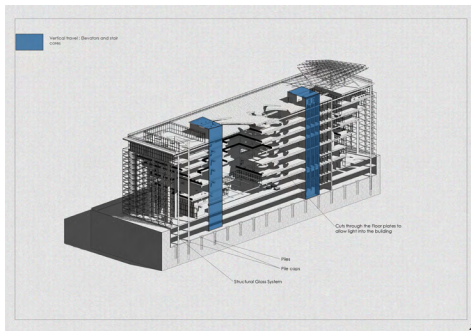 Vertical travel : Elevators and stair
cores
Cuts through the Floor plates to
allow light into the building
Piles
Pile caps
Structural Glass System